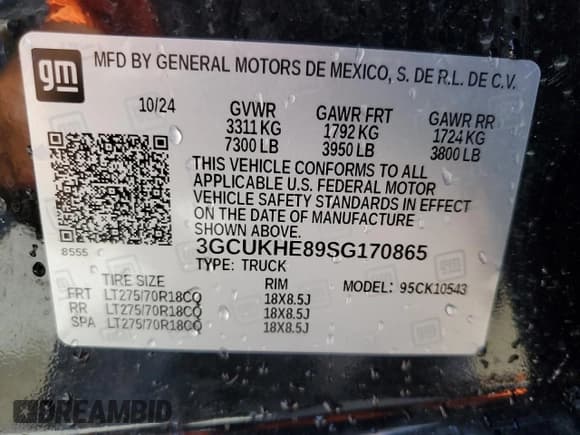 gm
MFD BY GENERAL MOTORS DE MEXICO, S. DE R.L. DE C.V.
10/24 GVWR GAWR FRT GAWR RR
3311 KG 1792 KG 1724 KG
7300 LB 3950 LB 3800 LB
THIS VEHICLE CONFORMS TO ALL
APPLICABLE U.S. FEDERAL MOTOR
VEHICLE SAFETY STANDARDS IN EFFECT
ON THE DATE OF MANUFACTURE
SHOWN ABOVE.
8555
3GCUKHE89SG170865
TYPE: TRUCK
TIRE SIZE RIM MODEL: 95CK10543
FRT LT275/70R18CQ 18X8.5J
RR LT275/70R18CQ 18X8.5J
SPA LT275/70R18CQ 18X8.5J
DREAMBID